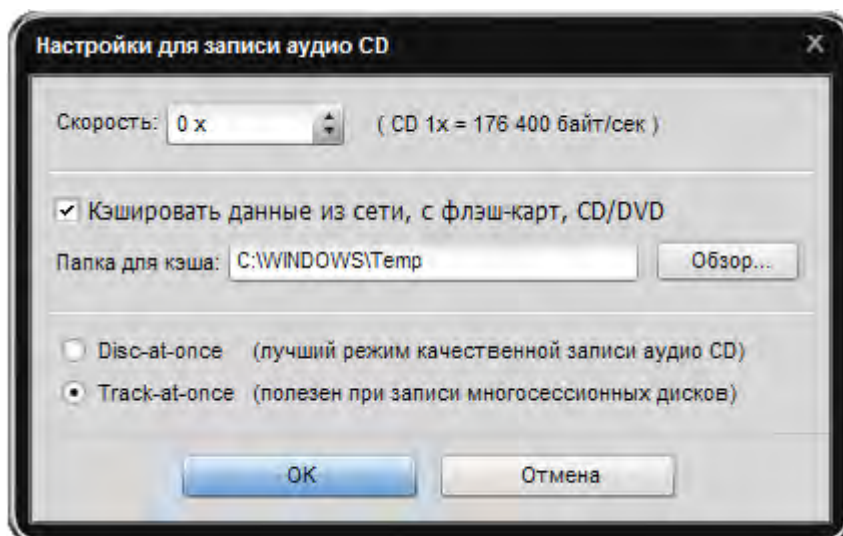 Настройки для записи аудио CD
Скорость: 0 x ( CD 1x = 176 400 байт/сек )
Кэшировать данные из сети, с флэш-карт, CD/DVD
Папка для кэша: C:\WINDOWS\Temp Обзор...
Disc-at-once (лучший режим качественной записи аудио CD)
Track-at-once (полезен при записи многосессионных дисков)
OK Отмена